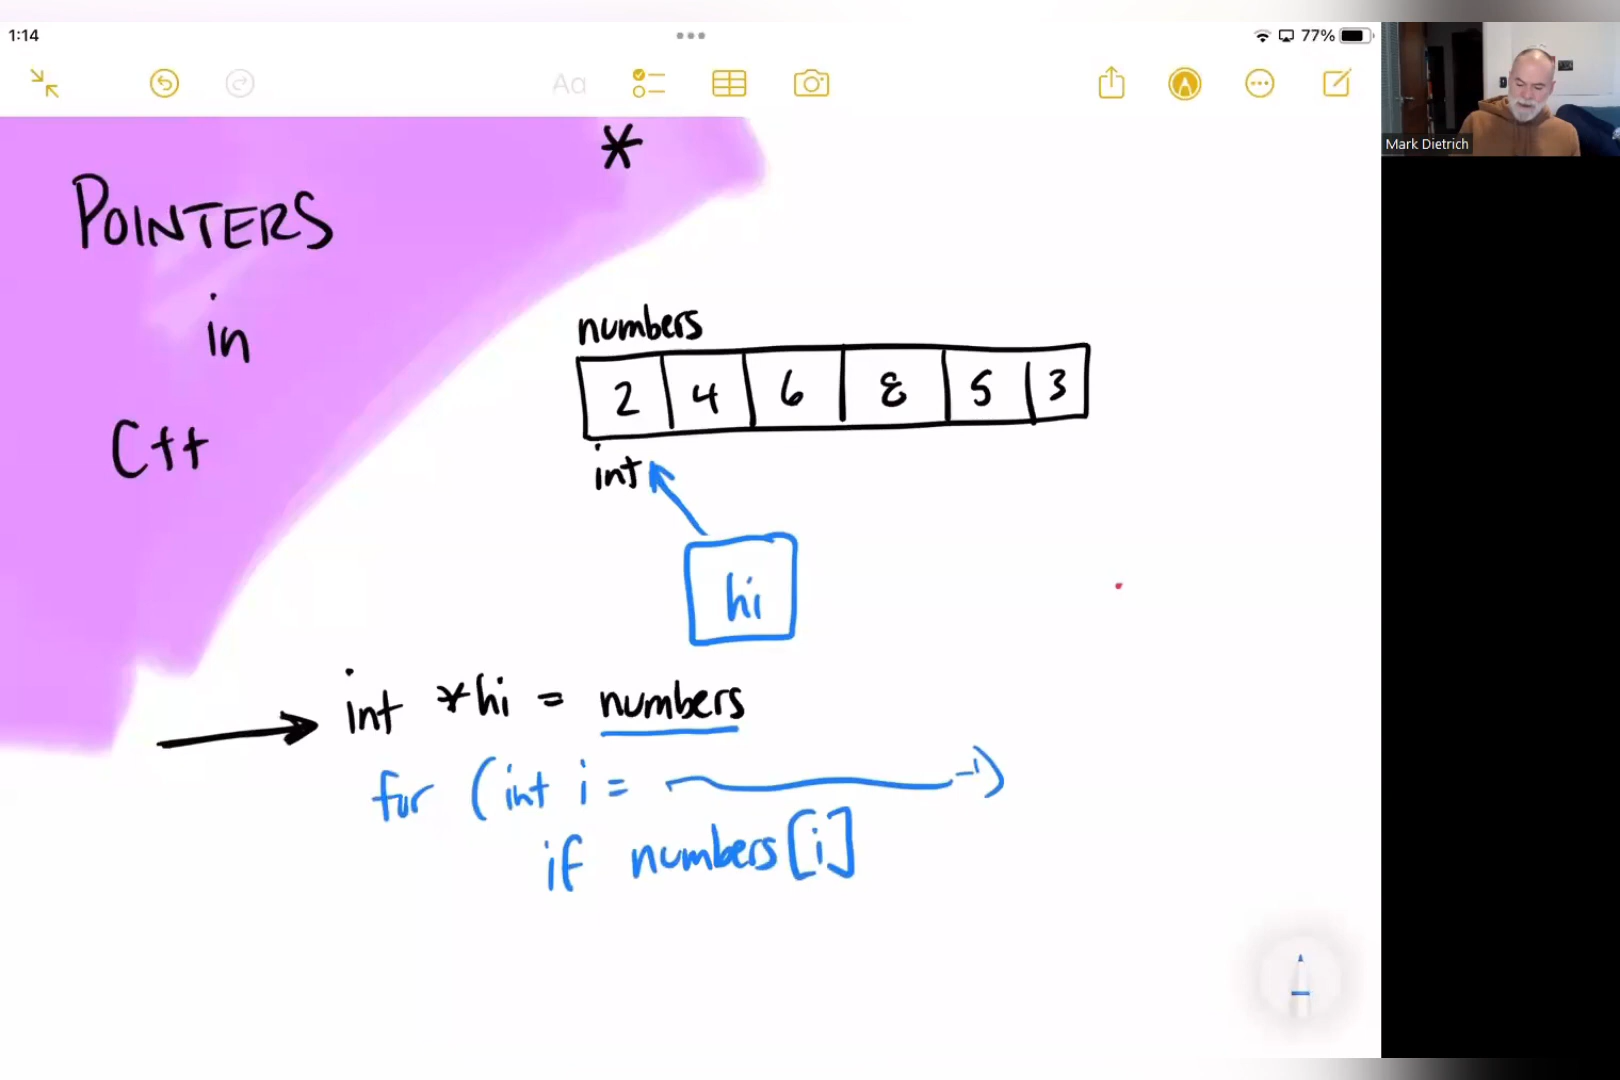 1:14
77%
Aa
Mark Dietrich
*
POINTERS
in
C++
numbers
2 4 6 8 5 3
int
hi
int *hi = numbers
for (int i = -1)
if numbers[i]